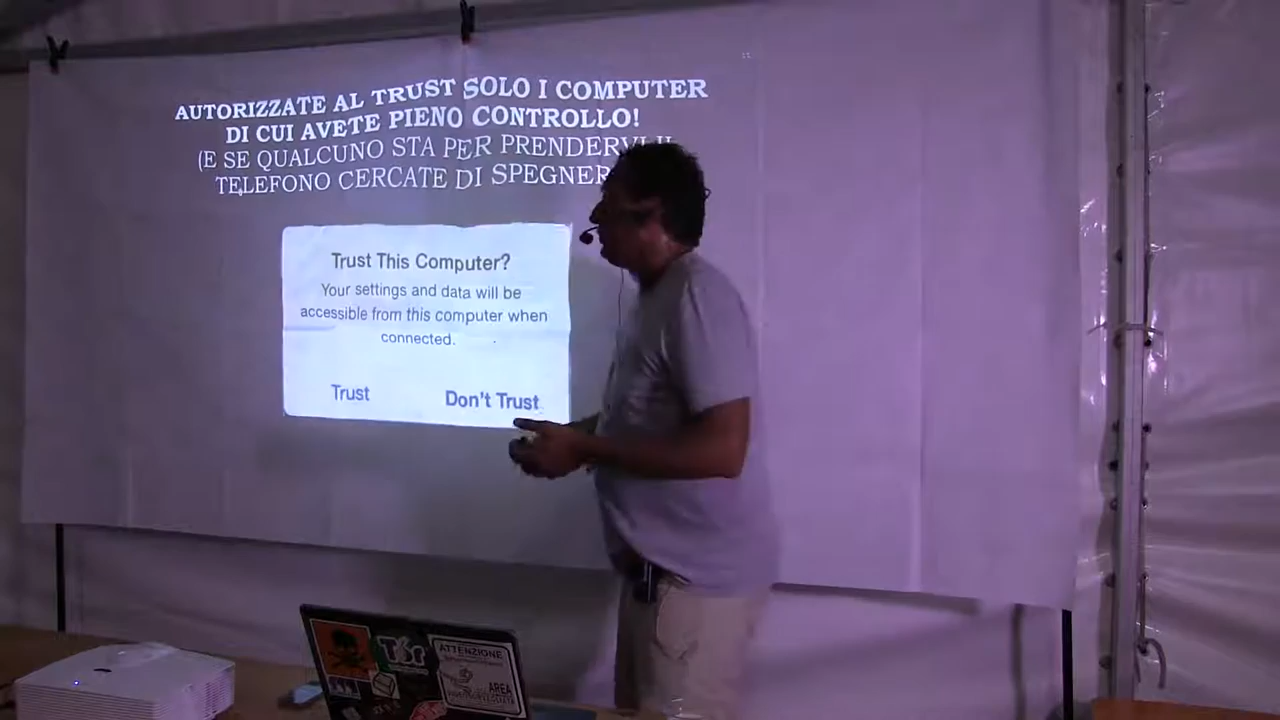 AUTORIZZATE AL TRUST SOLO I COMPUTER
DI CUI AVETE PIENO CONTROLLO!
(E SE QUALCUNO STA PER
TELEFONO CERCATE DI
Trust This Computer?
Your settings and data will be
accessible from this computer when
connected.
Trust
Don't Trust
ATTENZIONE
AREA